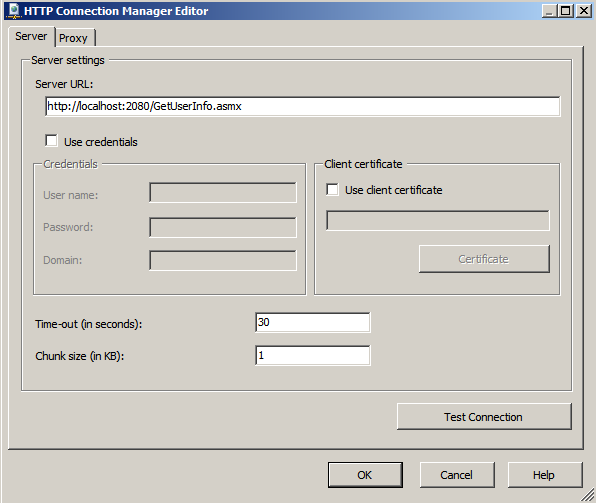 HTTP Connection Manager Editor
Server Proxy
Server settings
Server URL:
http://localhost:2080/GetUserInfo.asmx
Use credentials
Credentials
User name:
Password:
Domain:
Client certificate
Use client certificate
Certificate
Time-out (in seconds): 30
Chunk size (in KB): 1
Test Connection
OK Cancel Help